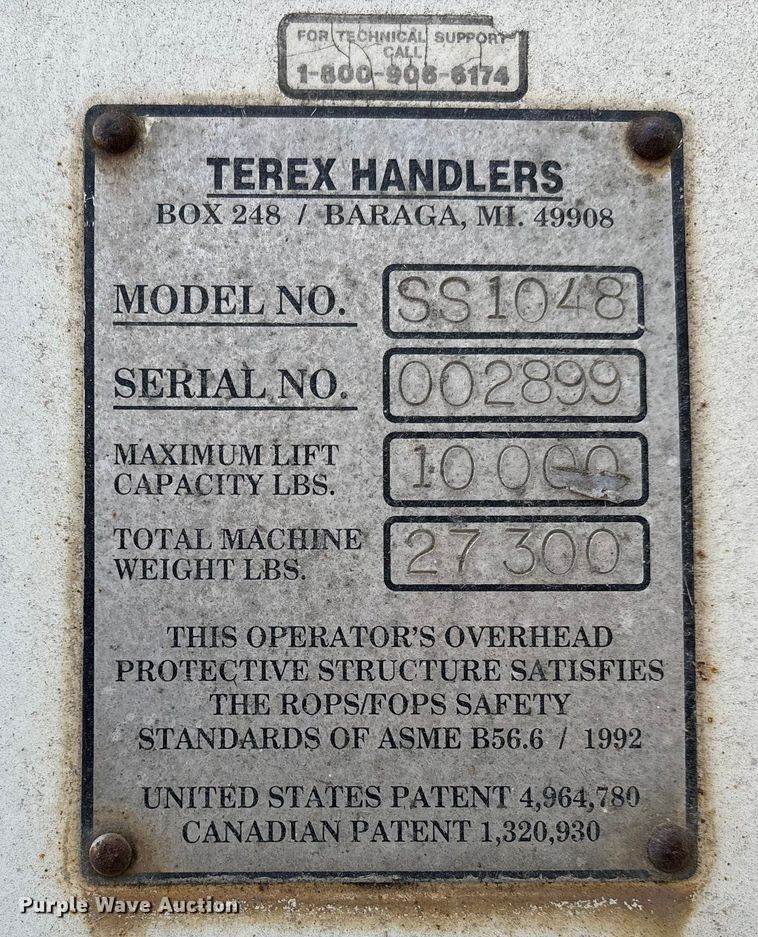 FOR TECHNICAL SUPPORT
CALL
1-800-906-6174
TEREX HANDLERS
BOX 248 / BARAGA, MI. 49908
MODEL NO. SS1048
SERIAL NO. 002899
MAXIMUM LIFT
CAPACITY LBS. 10 000
TOTAL MACHINE
WEIGHT LBS. 27 300
THIS OPERATOR'S OVERHEAD
PROTECTIVE STRUCTURE SATISFIES
THE ROPS/FOPS SAFETY
STANDARDS OF ASME B56.6 / 1992
UNITED STATES PATENT 4,964,780
CANADIAN PATENT 1,320,930
Purple Wave Auction